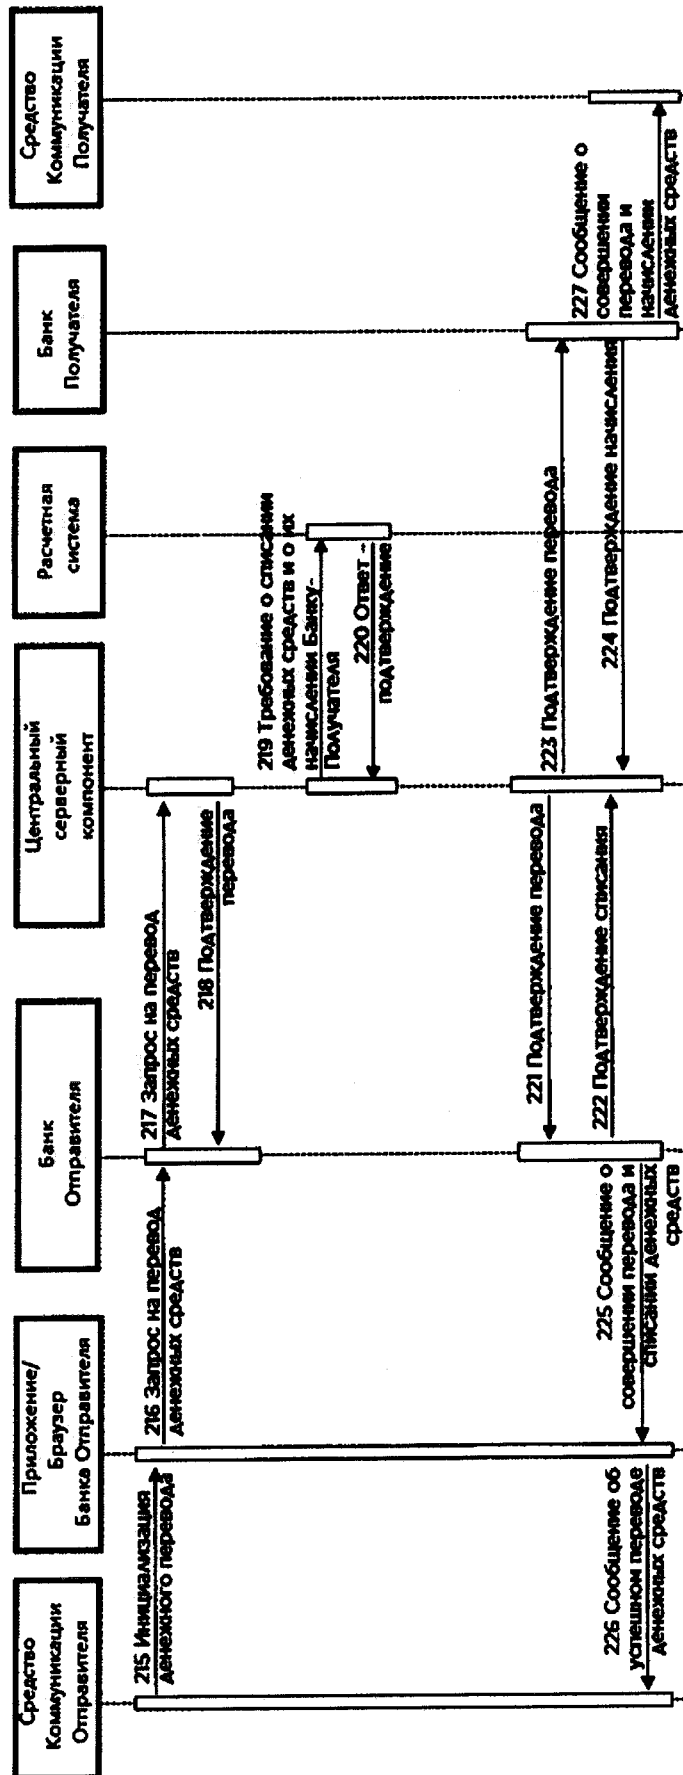 Средство
Коммуникации
Отправителя
Приложение/
Браузер
Банка Отправителя
Банк
Отправителя
Центральный
серверный
компонент
Расчетная
система
Банк
Получателя
Средство
Коммуникации
Получателя
215 Инициализация
денежного перевода
216 Запрос на перевод
денежных средств
217 Запрос на перевод
денежных средств
218 Подтверждение
перевода
219 Требование о списании
денежных средств и о их
начислении Банку-
Получателя
220 Ответ –
подтверждение
221 Подтверждение перевода
222 Подтверждение списания
223 Подтверждение перевода
224 Подтверждение начисления
225 Сообщение о
совершении перевода и
списании денежных
средств
226 Сообщение об
успешном переводе
денежных средств
227 Сообщение о
совершении
перевода и
начислении
денежных средств